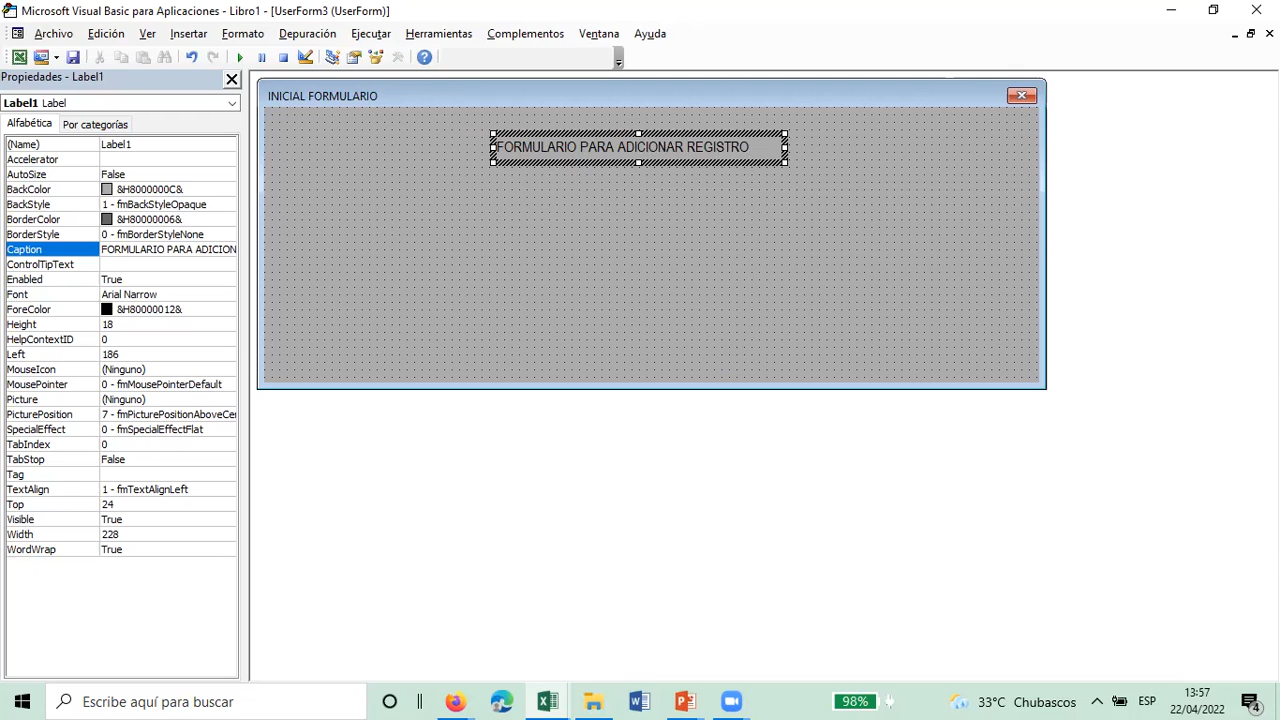 Microsoft Visual Basic para Aplicaciones - Libro1 - [UserForm3 (UserForm)]
Archivo Edición Ver Insertar Formato Depuración Ejecutar Herramientas Complementos Ventana Ayuda
Propiedades - Label1
Label1 Label
Alfabética Por categorías
(Name) Label1
Accelerator
AutoSize False
BackColor &H8000000C&
BackStyle 1 - fmBackStyleOpaque
BorderColor &H80000006&
BorderStyle 0 - fmBorderStyleNone
Caption FORMULARIO PARA ADICION
ControlTipText
Enabled True
Font Arial Narrow
ForeColor &H80000012&
Height 18
HelpContextID 0
Left 186
MouseIcon (Ninguno)
MousePointer 0 - fmMousePointerDefault
Picture (Ninguno)
PicturePosition 7 - fmPicturePositionAboveCer
SpecialEffect 0 - fmSpecialEffectFlat
TabIndex 0
TabStop False
Tag
TextAlign 1 - fmTextAlignLeft
Top 24
Visible True
Width 228
WordWrap True
INICIAL FORMULARIO
FORMULARIO PARA ADICIONAR REGISTRO
Escribe aquí para buscar
98%
33°C Chubascos
ESP
13:57
22/04/2022
4